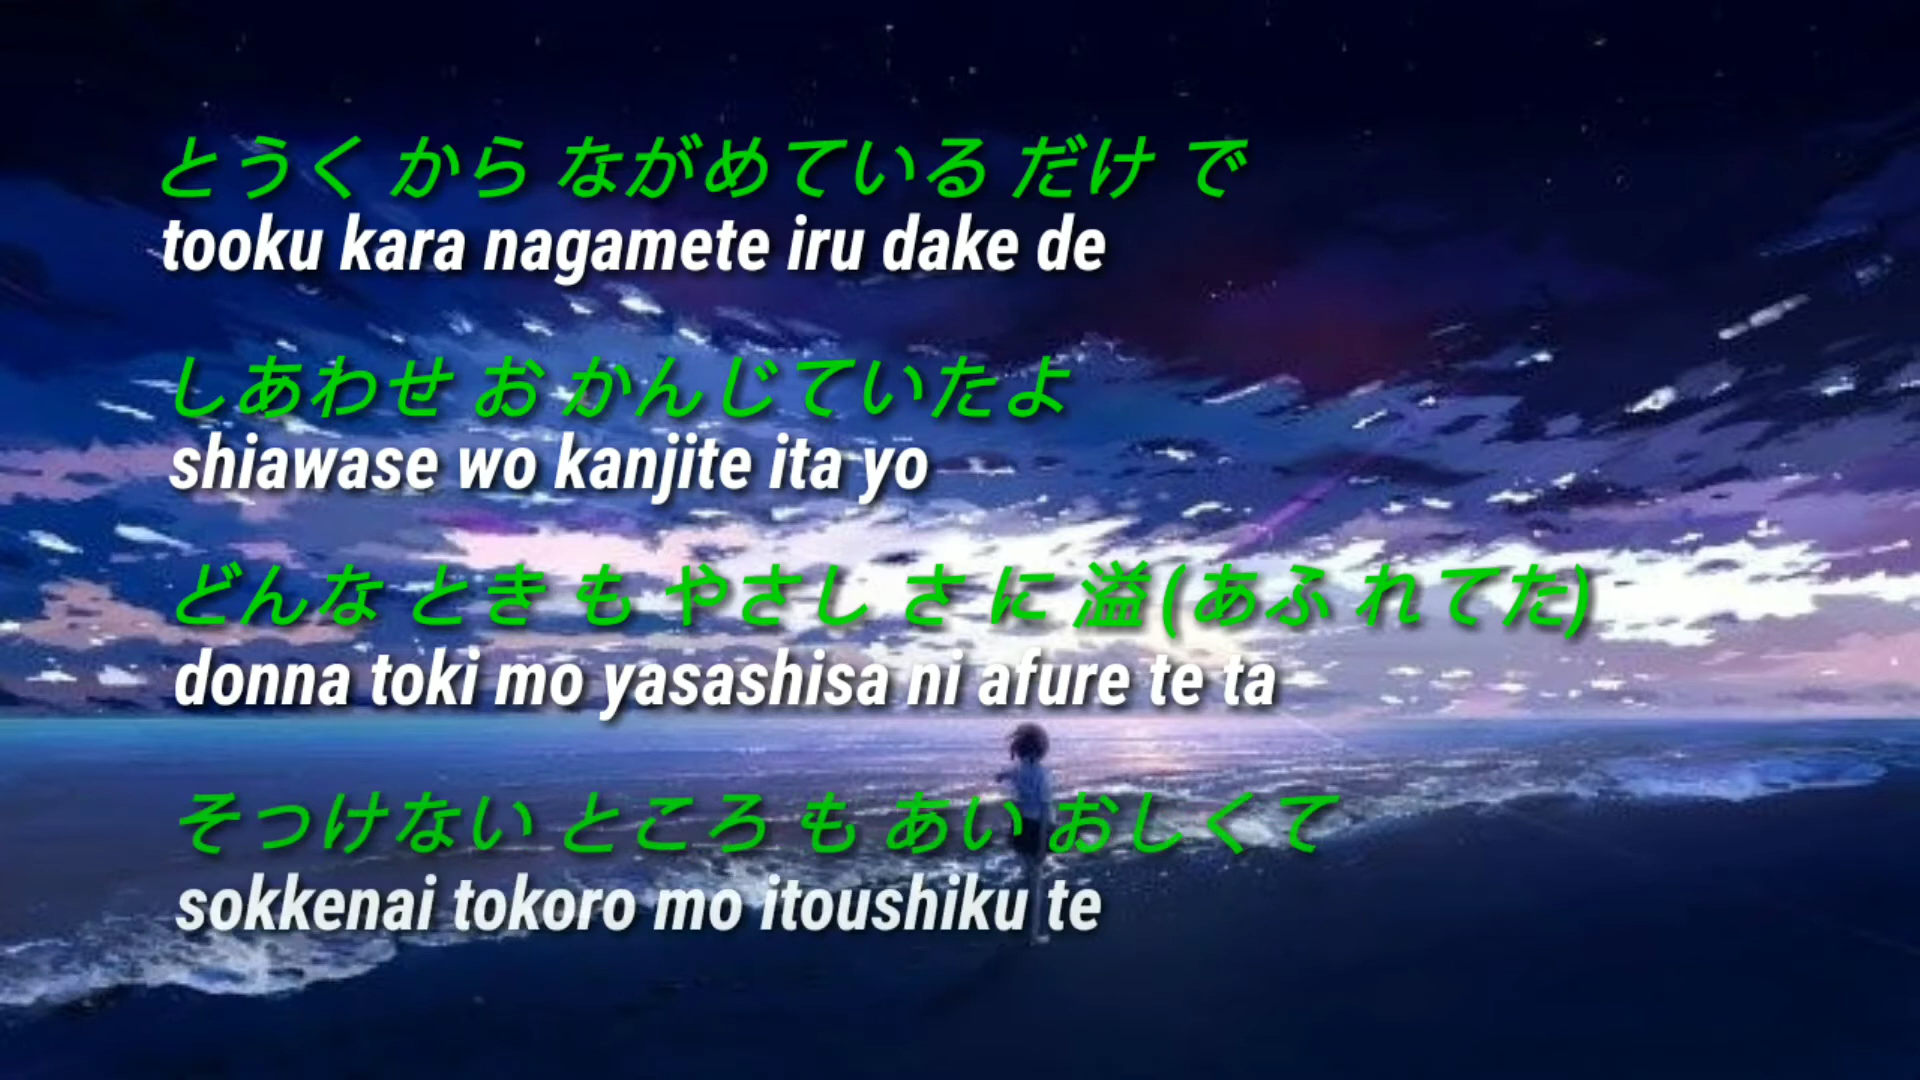 とうく から ながめている だけ で
tooku kara nagamete iru dake de
しあわせ お かんじていたよ
shiawase wo kanjite ita yo
どんな とき も やさし さ に 溢(あふ れてた)
donna toki mo yasashisa ni afure te ta
そつけない ところ も あい おしくて
sokkenai tokoro mo itoushiku te